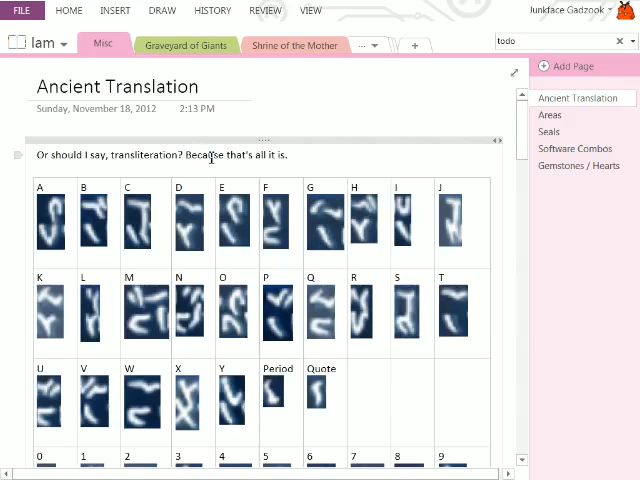 FILE HOME INSERT DRAW HISTORY REVIEW VIEW Junkface Gadzook
lam Misc Graveyard of Giants Shrine of the Mother ... + todo
Add Page
Ancient Translation
Sunday, November 18, 2012 2:13 PM
Ancient Translation
Areas
Seals
Software Combos
Gemstones / Hearts
Or should I say, transliteration? Because that's all it is.
A B C D E F G H I J
K L M N O P Q R S T
U V W X Y Period Quote
0 1 2 3 4 5 6 7 8 9